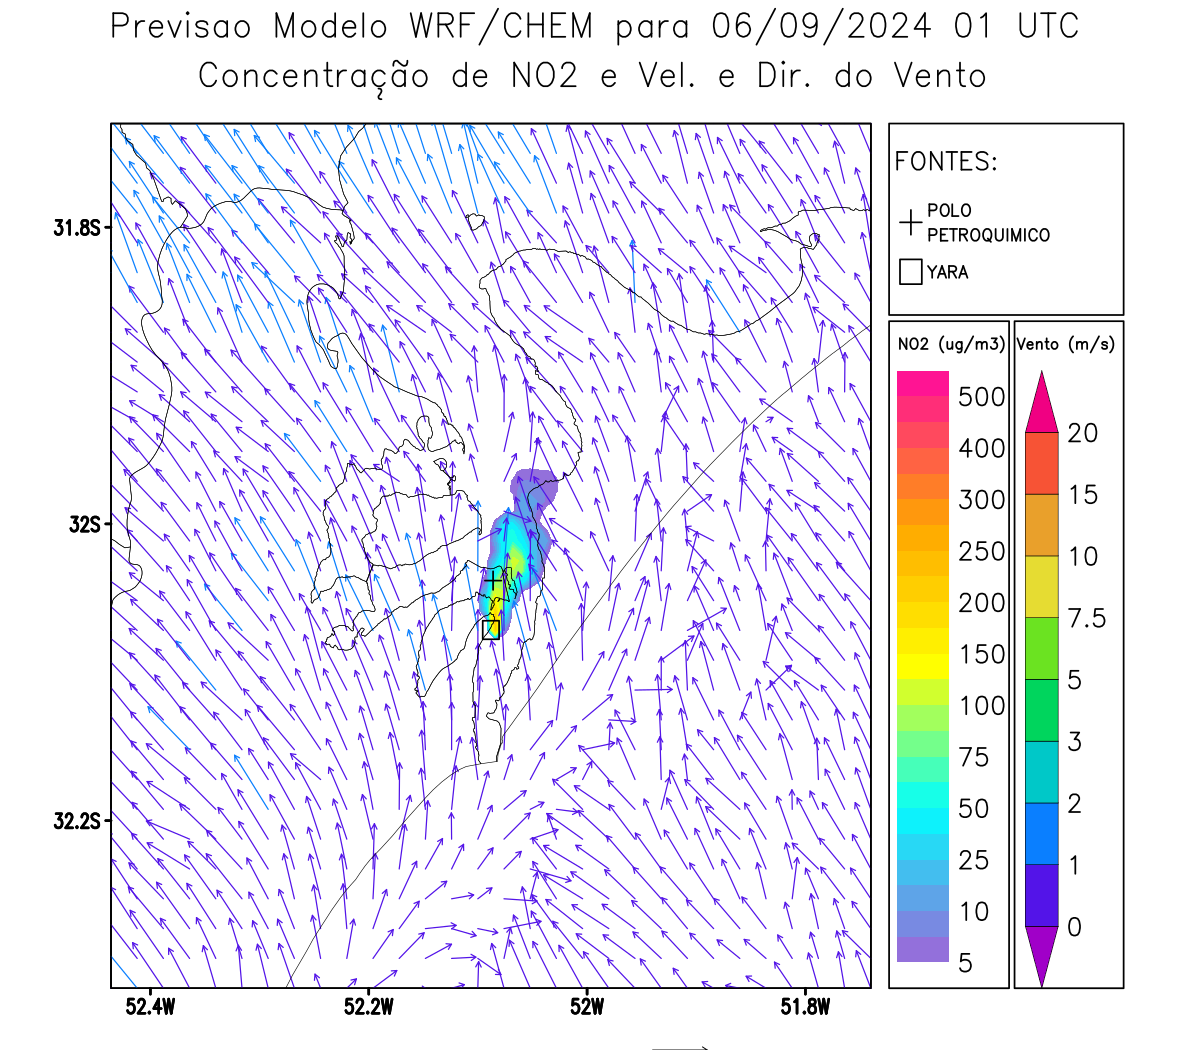 Previsao Modelo WRF/CHEM para 06/09/2024 01 UTC
Concentração de NO2 e Vel. e Dir. do Vento
FONTES:
POLO
PETROQUIMICO
YARA
NO2 (ug/m3)
500
400
300
250
200
150
100
75
50
25
10
5
Vento (m/s)
20
15
10
7.5
5
3
2
1
0
31.8S
32S
32.2S
52.4W
52.2W
52W
51.8W